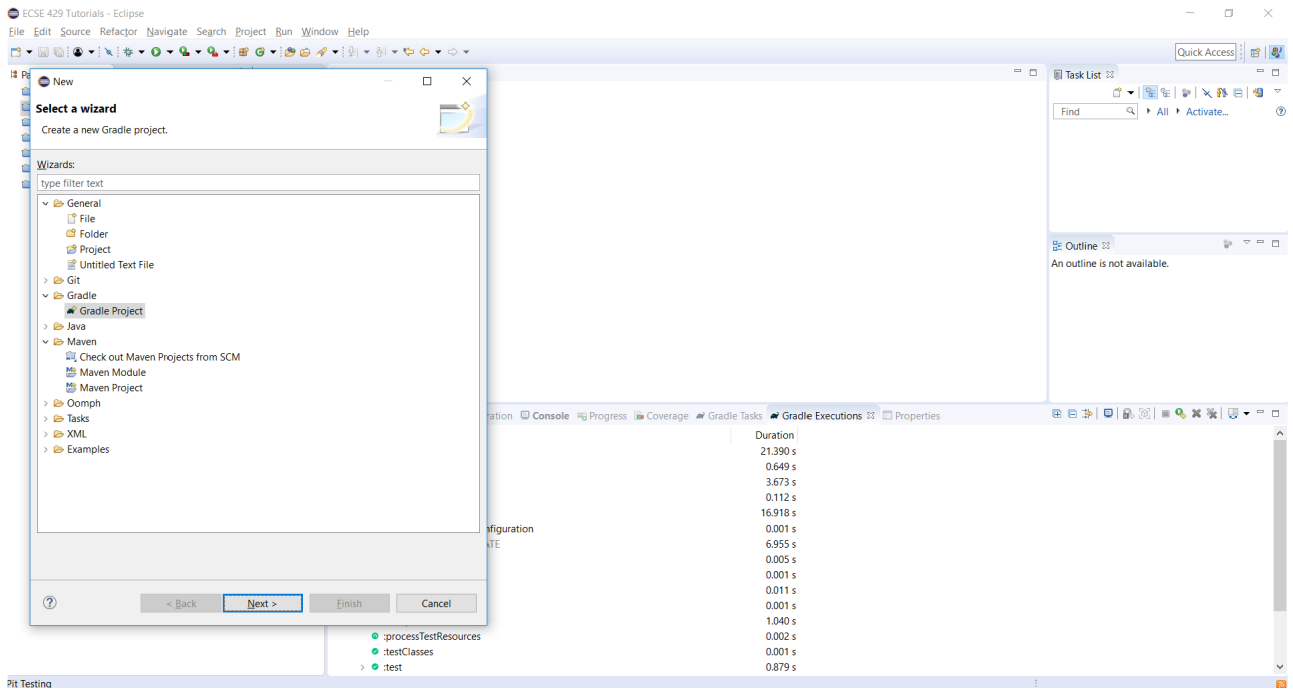 ECSE 429 Tutorials - Eclipse
File Edit Source Refactor Navigate Search Project Run Window Help
Quick Access
Pa
New
Select a wizard
Create a new Gradle project.
Wizards:
type filter text
General
File
Folder
Project
Untitled Text File
Git
Gradle
Gradle Project
Java
Maven
Check out Maven Projects from SCM
Maven Module
Maven Project
Oomph
Tasks
XML
Examples
< Back Next > Finish Cancel
Task List
Find All Activate...
Outline
An outline is not available.
ration Console Progress Coverage Gradle Tasks Gradle Executions Properties
Duration
21.390 s
0.649 s
3.673 s
0.112 s
16.918 s
nfiguration 0.001 s
ATE 6.955 s
0.005 s
0.001 s
0.011 s
0.001 s
1.040 s
:processTestResources 0.002 s
:testClasses 0.001 s
:test 0.879 s
Pit Testing